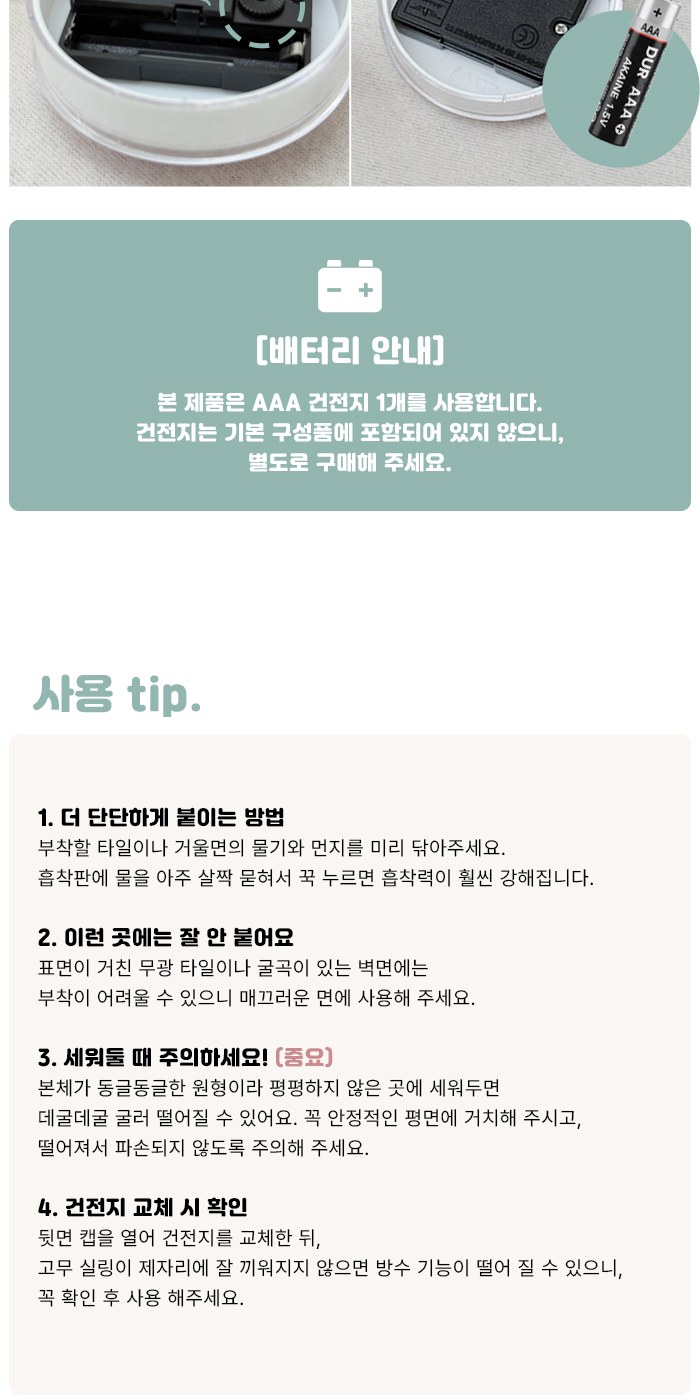 +
AAA
DUR AAA
AKAINE 1.5V
[배터리 안내]
본 제품은 AAA 건전지 1개를 사용합니다.
건전지는 기본 구성품에 포함되어 있지 않으니,
별도로 구매해 주세요.
사용 tip.
1. 더 단단하게 붙이는 방법
부착할 타일이나 거울면의 물기와 먼지를 미리 닦아주세요.
흡착판에 물을 아주 살짝 묻혀서 꾹 누르면 흡착력이 훨씬 강해집니다.
2. 이런 곳에는 잘 안 붙어요
표면이 거친 무광 타일이나 굴곡이 있는 벽면에는
부착이 어려울 수 있으니 매끄러운 면에 사용해 주세요.
3. 세워둘 때 주의하세요! (중요)
본체가 동글동글한 원형이라 평평하지 않은 곳에 세워두면
데굴데굴 굴러 떨어질 수 있어요. 꼭 안정적인 평면에 거치해 주시고,
떨어져서 파손되지 않도록 주의해 주세요.
4. 건전지 교체 시 확인
뒷면 캡을 열어 건전지를 교체한 뒤,
고무 실링이 제자리에 잘 끼워지지 않으면 방수 기능이 떨어 질 수 있으니,
꼭 확인 후 사용 해주세요.